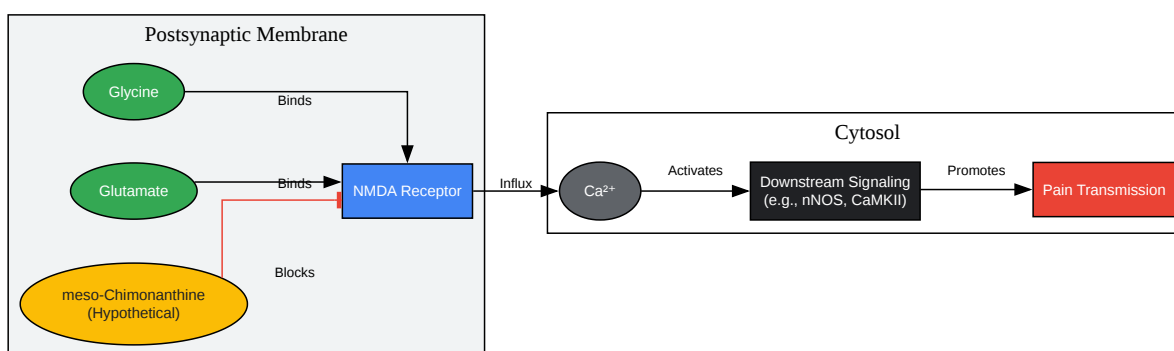 Postsynaptic Membrane
Glycine
Binds
Glutamate
Binds
NMDA Receptor
meso-Chimonanthine
(Hypothetical)
Blocks
Influx
Cytosol
Ca²⁺
Activates
Downstream Signaling
(e.g., nNOS, CaMKII)
Promotes
Pain Transmission